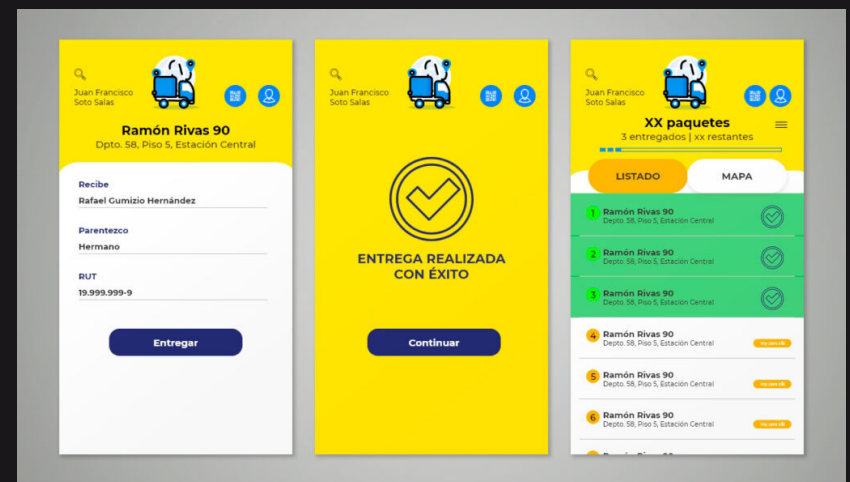 Juan Francisco
Soto Salas
Ramón Rivas 90
Dpto. 58, Piso 5, Estación Central
Recibe
Rafael Gumizio Hernández
Parentezco
Hermano
RUT
19.999.999-9
Entregar
Juan Francisco
Soto Salas
ENTREGA REALIZADA
CON ÉXITO
Continuar
Juan Francisco
Soto Salas
XX paquetes
3 entregados | xx restantes
LISTADO
MAPA
1 Ramón Rivas 90
Depto. 58, Piso 5, Estación Central
2 Ramón Rivas 90
Depto. 58, Piso 5, Estación Central
3 Ramón Rivas 90
Depto. 58, Piso 5, Estación Central
4 Ramón Rivas 90
Depto. 58, Piso 5, Estación Central
5 Ramón Rivas 90
Depto. 58, Piso 5, Estación Central
6 Ramón Rivas 90
Depto. 58, Piso 5, Estación Central